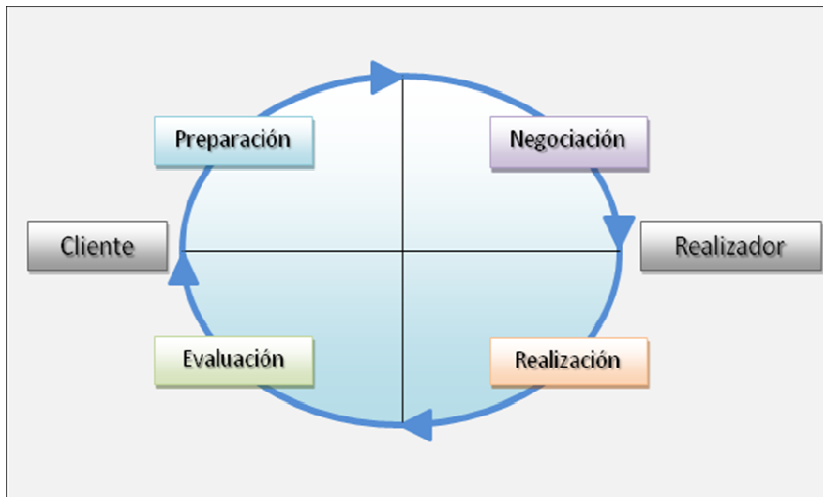 Preparación
Negociación
Cliente
Realizador
Evaluación
Realización